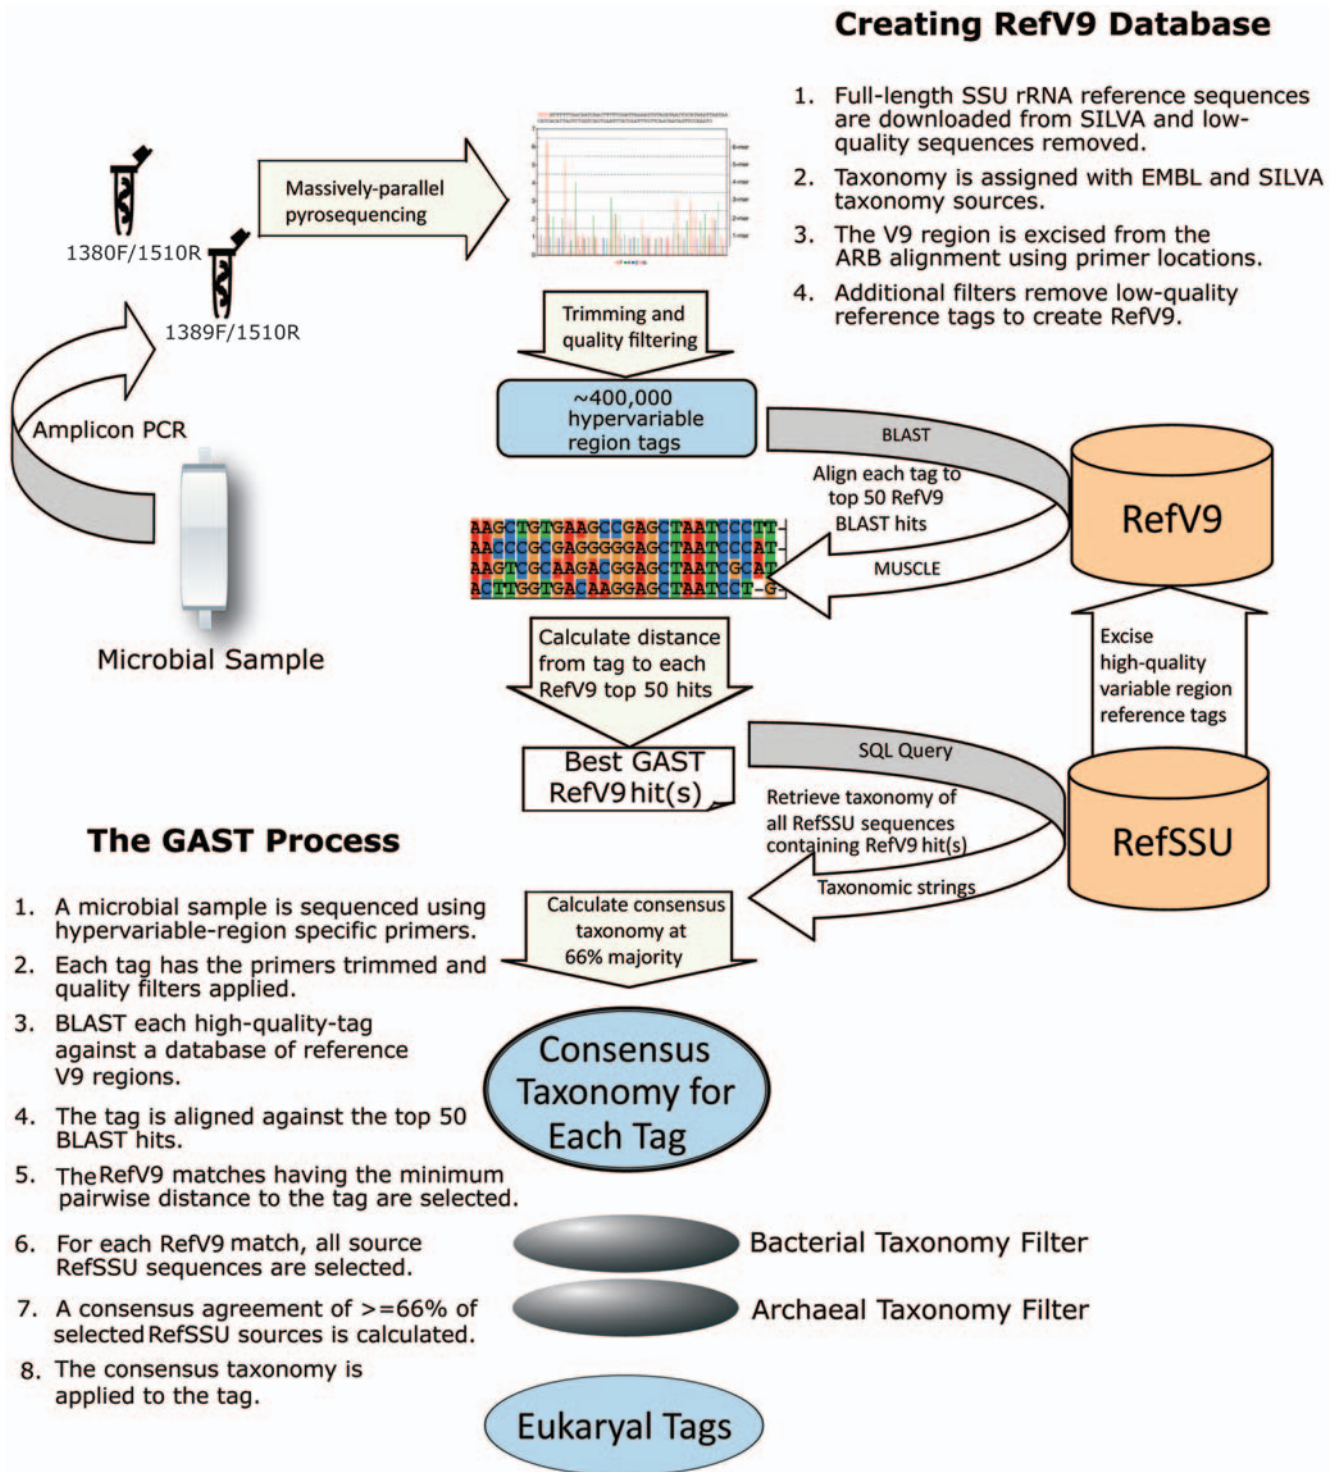 Creating RefV9 Database
1. Full-length SSU rRNA reference sequences
are downloaded from SILVA and low-
quality sequences removed.
2. Taxonomy is assigned with EMBL and SILVA
taxonomy sources.
3. The V9 region is excised from the
ARB alignment using primer locations.
4. Additional filters remove low-quality
reference tags to create RefV9.
1380F/1510R
1389F/1510R
Massively-parallel
pyrosequencing
Amplicon PCR
Microbial Sample
Trimming and
quality filtering
~400,000
hypervariable
region tags
BLAST
Align each tag to
top 50 RefV9
BLAST hits
MUSCLE
RefV9
AAGCTGTGAAGCCGAGCTAATCCCTT-
AACCCGCGAGGGGGAGCTAATCCCAT-
AAGTCGCAAGACGGAGCTAATCGCAT
ACTTGGTGACAAGGAGCTAATCCT-G-
Calculate distance
from tag to each
RefV9 top 50 hits
Excise
high-quality
variable region
reference tags
Best GAST
RefV9 hit(s)
SQL Query
Retrieve taxonomy of
all RefSSU sequences
containing RefV9 hit(s)
Taxonomic strings
RefSSU
Calculate consensus
taxonomy at
66% majority
Consensus
Taxonomy for
Each Tag
Bacterial Taxonomy Filter
Archaeal Taxonomy Filter
Eukaryal Tags
The GAST Process
1. A microbial sample is sequenced using
hypervariable-region specific primers.
2. Each tag has the primers trimmed and
quality filters applied.
3. BLAST each high-quality-tag
against a database of reference
V9 regions.
4. The tag is aligned against the top 50
BLAST hits.
5. The RefV9 matches having the minimum
pairwise distance to the tag are selected.
6. For each RefV9 match, all source
RefSSU sequences are selected.
7. A consensus agreement of >=66% of
selected RefSSU sources is calculated.
8. The consensus taxonomy is
applied to the tag.